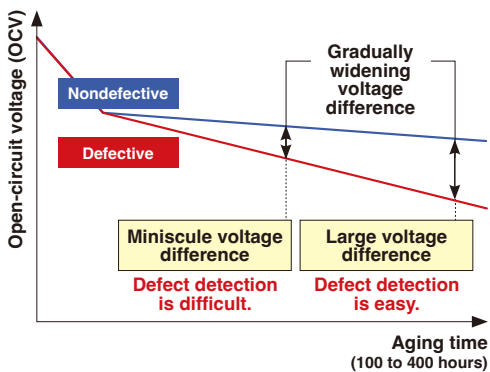 Open-circuit voltage (OCV)
Gradually
widening
voltage
difference
Nondefective
Defective
Miniscule voltage
difference
Large voltage
difference
Defect detection
is difficult.
Defect detection
is easy.
Aging time
(100 to 400 hours)